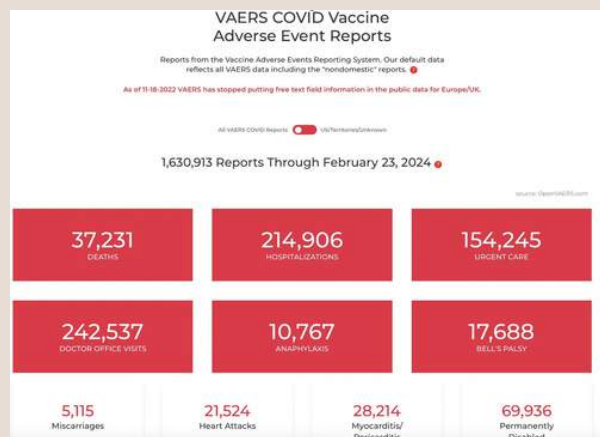 VAERS COVID Vaccine
Adverse Event Reports
Reports from the Vaccine Adverse Events Reporting System. Our default data
reflects all VAERS data including the "nondomestic" reports. ?
As of 11-18-2022 VAERS has stopped putting free text field information in the public data for Europe/UK.
All VAERS COVID Reports US/Territories/Unknown
1,630,913 Reports Through February 23, 2024 ?
source: OpenVAERS.com
37,231 214,906 154,245
DEATHS HOSPITALIZATIONS URGENT CARE
242,537 10,767 17,688
DOCTOR OFFICE VISITS ANAPHYLAXIS BELL'S PALSY
5,115 21,524 28,214 69,936
Miscarriages Heart Attacks Myocarditis/ Permanently
Pericarditis Disabled